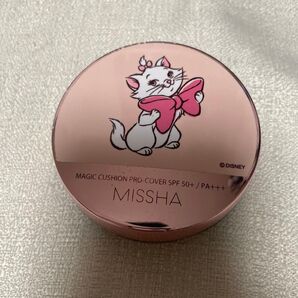 ©DISNEY
MAGIC CUSHION PRO-COVER SPF 50+ / PA+++
MISSHA